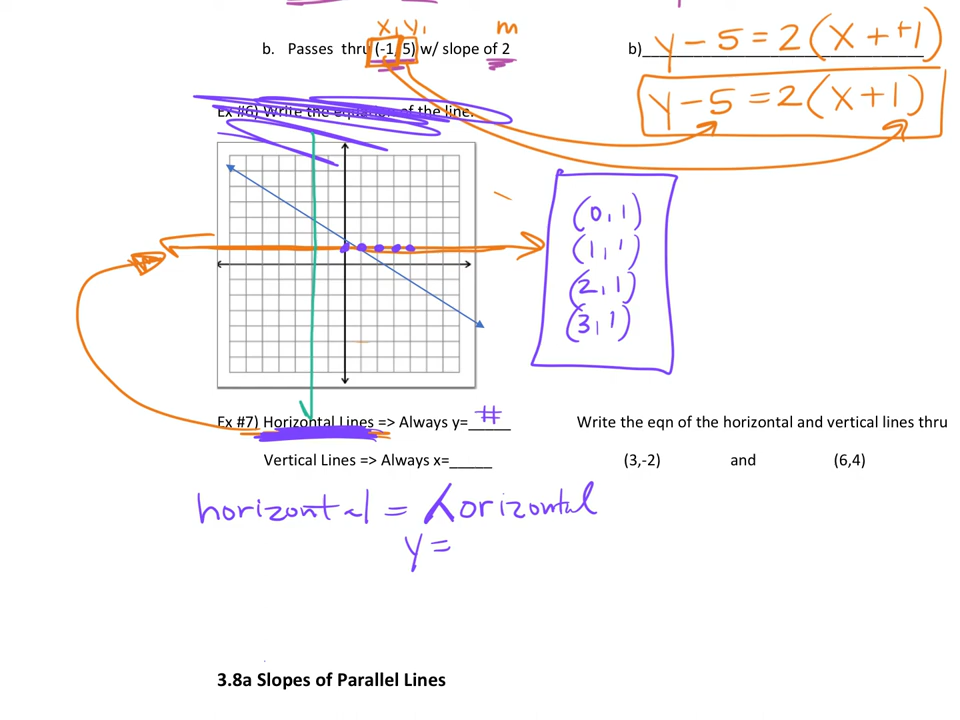 x₁ y₁ m
b. Passes thru (-1, 5) w/ slope of 2 b) y - 5 = 2(x + +1)
y - 5 = 2(x + 1)
Ex #6) Write the equation of the line.
(0, 1)
(1, 1)
(2, 1)
(3, 1)
Ex #7) Horizontal Lines => Always y=_____ # Write the eqn of the horizontal and vertical lines thru
Vertical Lines => Always x=_____ (3,-2) and (6,4)
horizontal = horizontal
y =
3.8a Slopes of Parallel Lines